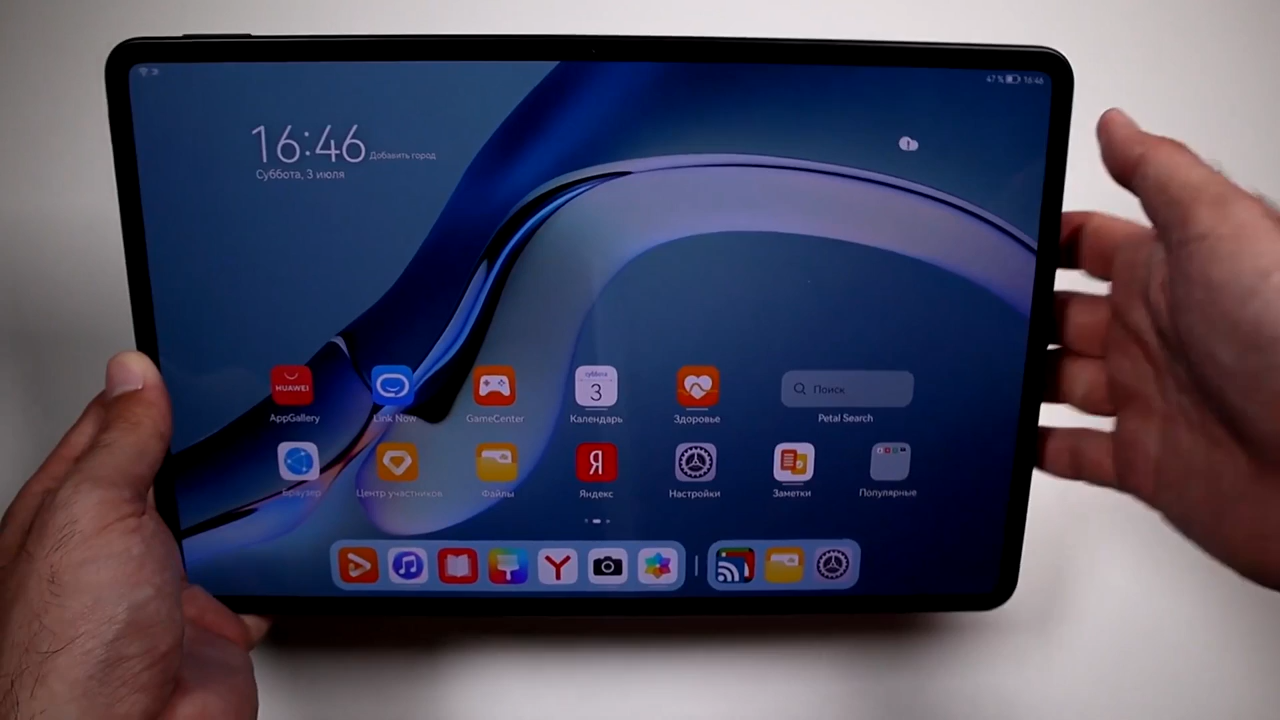 47 % 16:46
16:46 Добавить город
Суббота, 3 июля
HUAWEI
суббота
3
AppGallery
Link Now
GameCenter
Календарь
Здоровье
Поиск
Petal Search
Я
Браузер
Центр участников
Файлы
Яндекс
Настройки
Заметки
Популярные